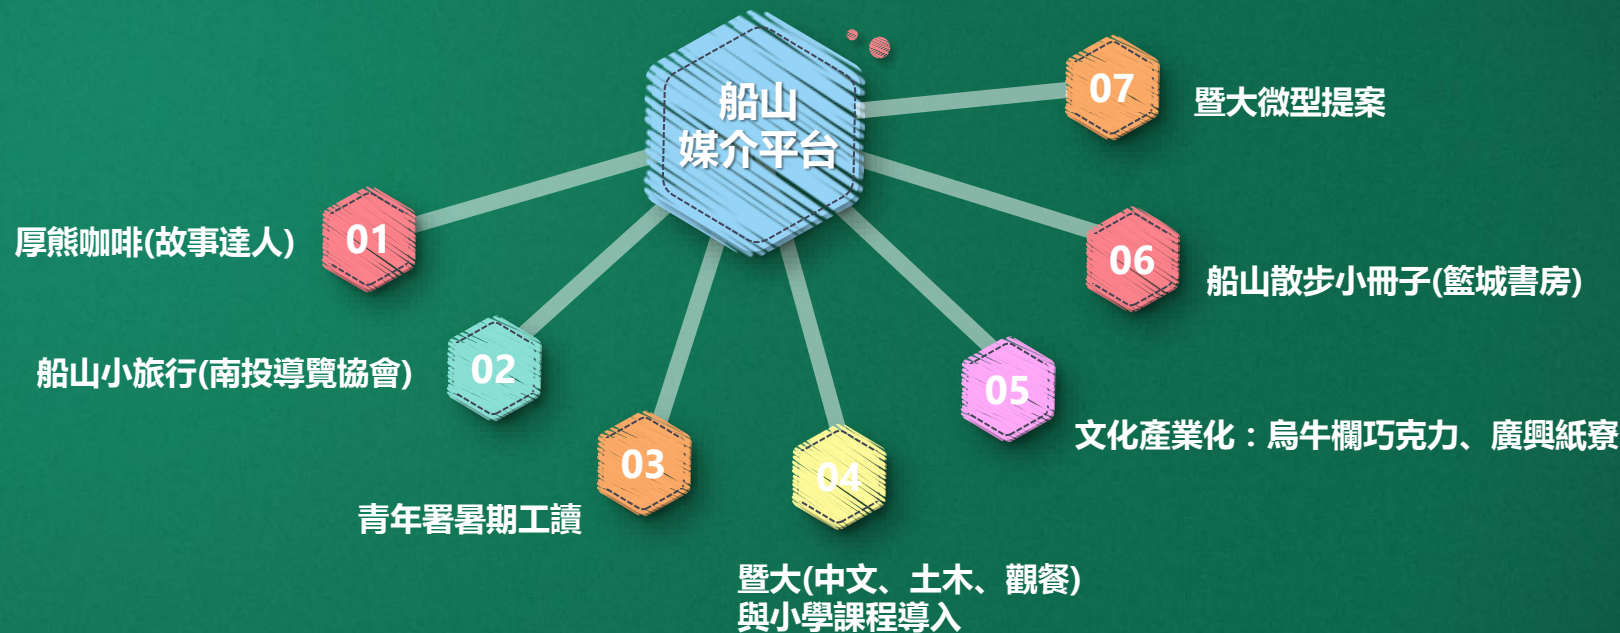 船山
媒介平台
01
厚熊咖啡(故事達人)
02
船山小旅行(南投導覽協會)
03
青年署暑期工讀
04
暨大(中文、土木、觀餐)
與小學課程導入
05
文化產業化：烏牛欄巧克力、廣興紙寮
06
船山散步小冊子(籃城書房)
07
暨大微型提案